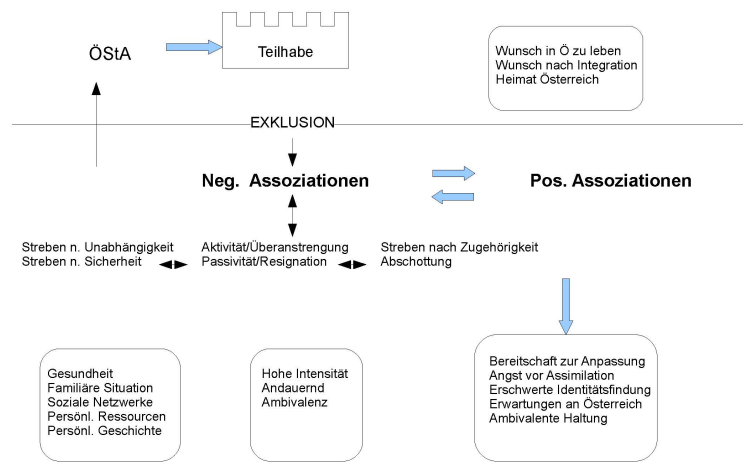 ÖStA
Teilhabe
Wunsch in Ö zu leben
Wunsch nach Integration
Heimat Österreich
EXKLUSION
Neg. Assoziationen
Pos. Assoziationen
Streben n. Unabhängigkeit
Streben n. Sicherheit
Aktivität/Überanstrengung
Passivität/Resignation
Streben nach Zugehörigkeit
Abschottung
Gesundheit
Familiäre Situation
Soziale Netzwerke
Persönl. Ressourcen
Persönl. Geschichte
Hohe Intensität
Andauernd
Ambivalenz
Bereitschaft zur Anpassung
Angst vor Assimilation
Erschwerte Identitätsfindung
Erwartungen an Österreich
Ambivalente Haltung